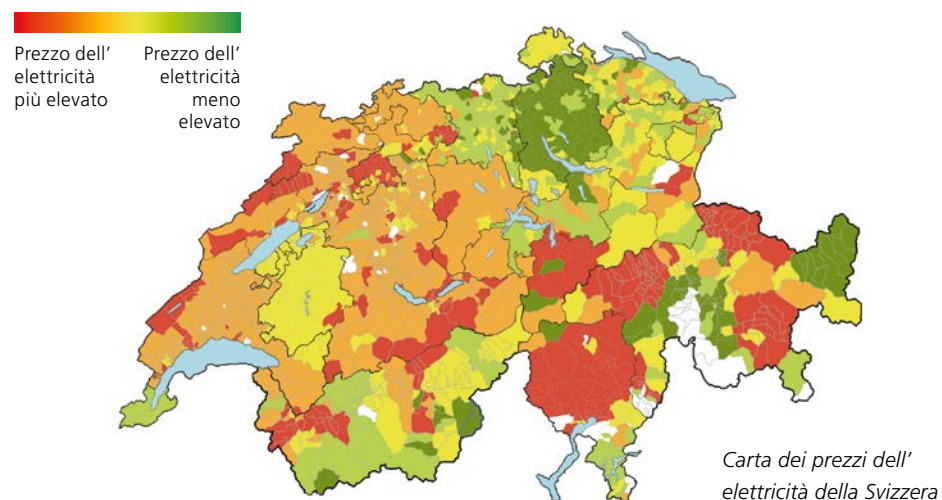 Prezzo dell'
elettricità
più elevato
Prezzo dell'
elettricità
meno
elevato
Carta dei prezzi dell'
elettricità della Svizzera